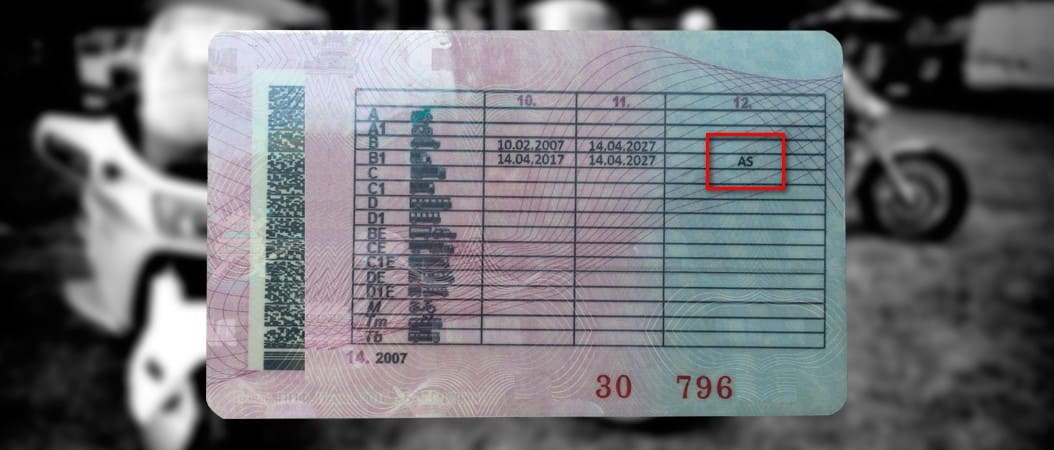 10. 11. 12.
A
A1
B 10.02.2007 14.04.2027
B1 14.04.2017 14.04.2027 AS
C
C1
D
D1
BE
CE
C1E
DE
D1E
M
Tm
Tb
14. 2007
30 796